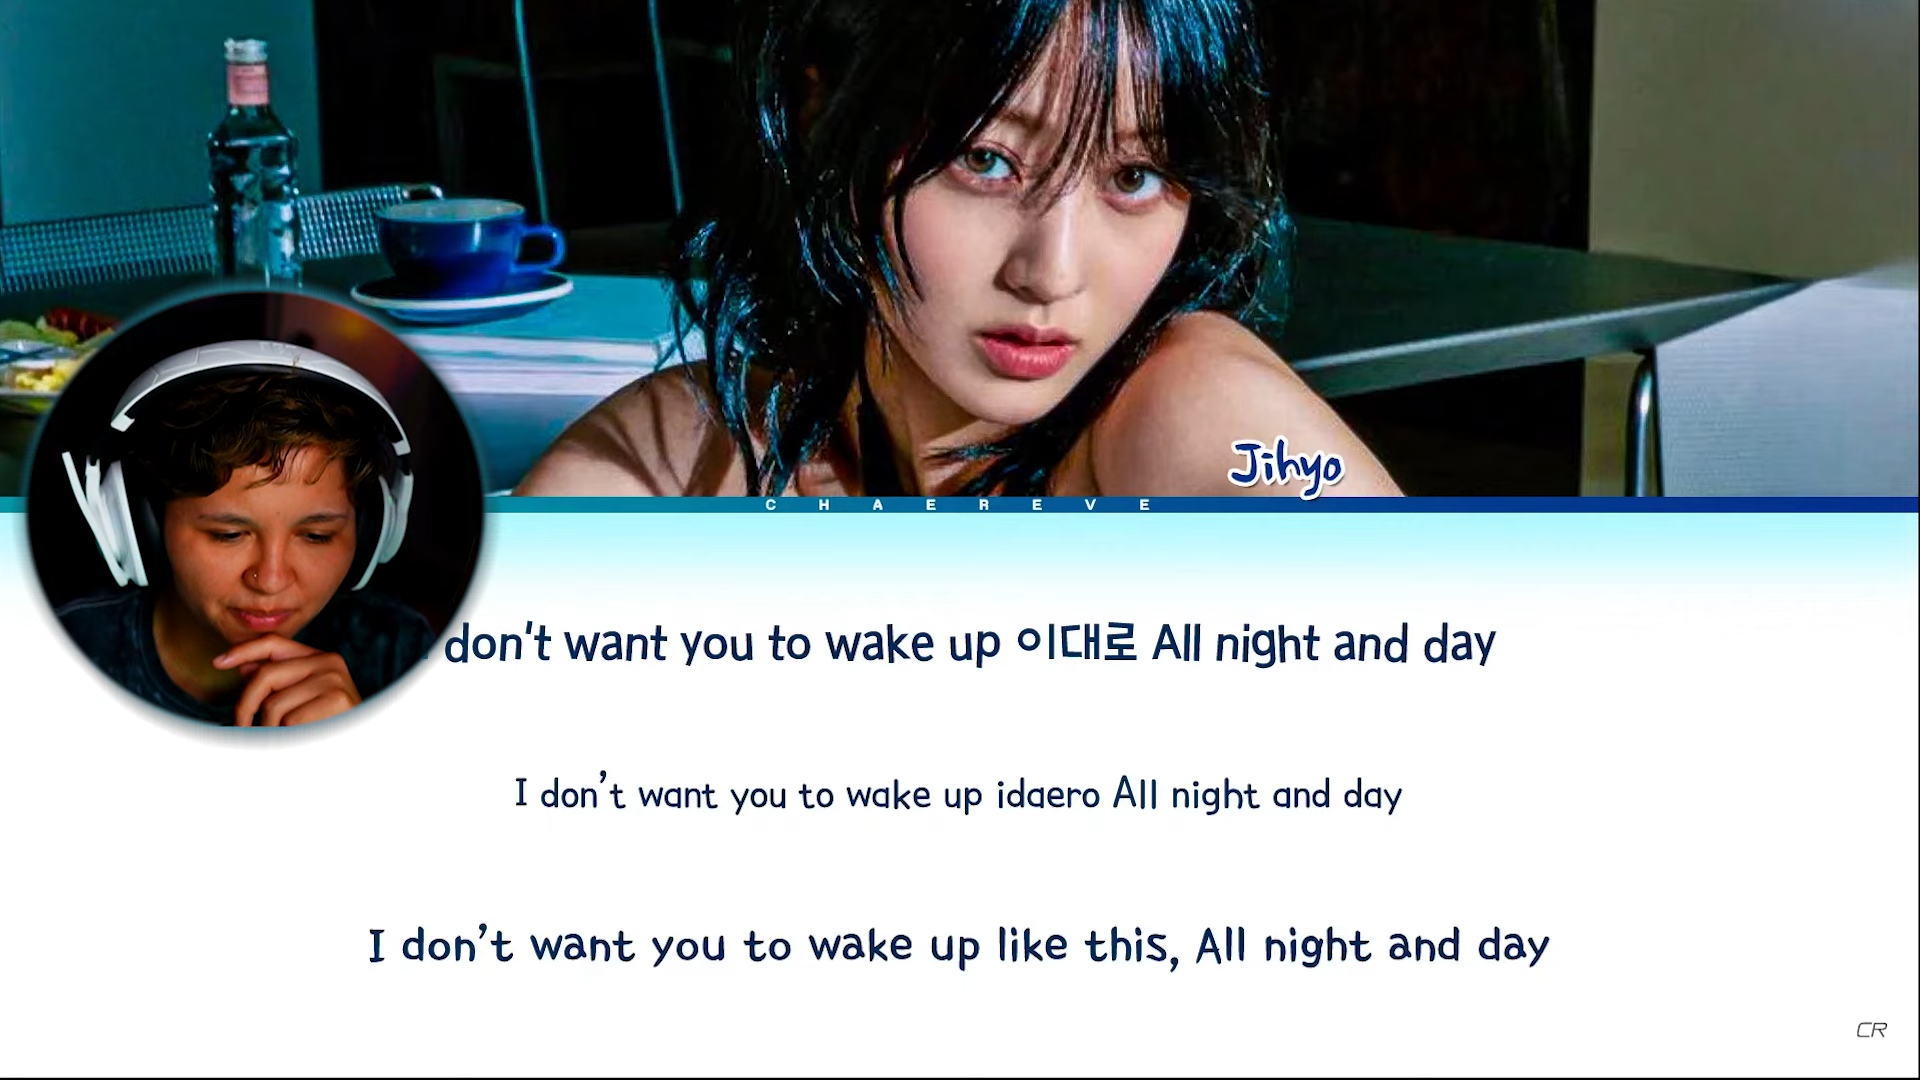 Jihyo
CHAEREVE
don't want you to wake up 이대로 All night and day
I don't want you to wake up idaero All night and day
I don't want you to wake up like this, All night and day
CR